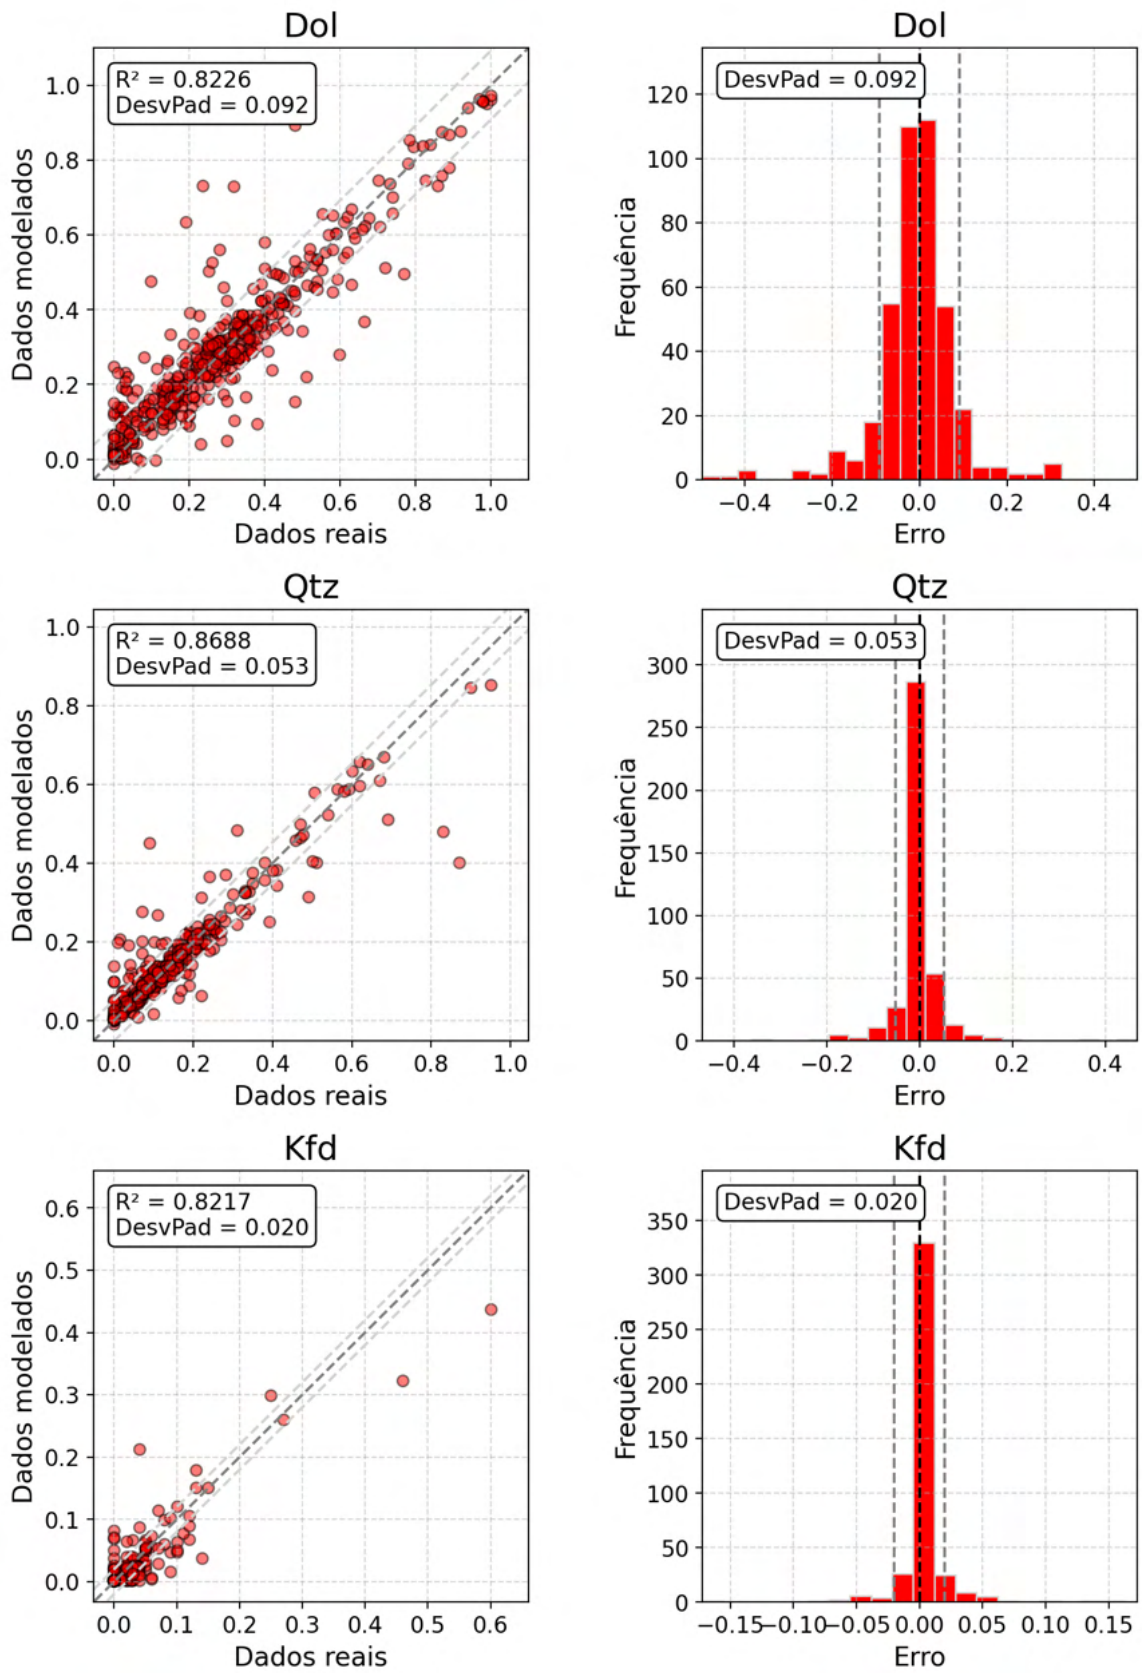 Dol
R² = 0.8226
DesvPad = 0.092
1.0
0.8
0.6
0.4
0.2
0.0
Dados modelados
0.0 0.2 0.4 0.6 0.8 1.0
Dados reais
Dol
DesvPad = 0.092
120
100
80
60
40
20
0
Frequência
−0.4 −0.2 0.0 0.2 0.4
Erro
Qtz
R² = 0.8688
DesvPad = 0.053
1.0
0.8
0.6
0.4
0.2
0.0
Dados modelados
0.0 0.2 0.4 0.6 0.8 1.0
Dados reais
Qtz
DesvPad = 0.053
300
250
200
150
100
50
0
Frequência
−0.4 −0.2 0.0 0.2 0.4
Erro
Kfd
R² = 0.8217
DesvPad = 0.020
0.6
0.5
0.4
0.3
0.2
0.1
0.0
Dados modelados
0.0 0.1 0.2 0.3 0.4 0.5 0.6
Dados reais
Kfd
DesvPad = 0.020
350
300
250
200
150
100
50
0
Frequência
−0.15 −0.10 −0.05 0.00 0.05 0.10 0.15
Erro